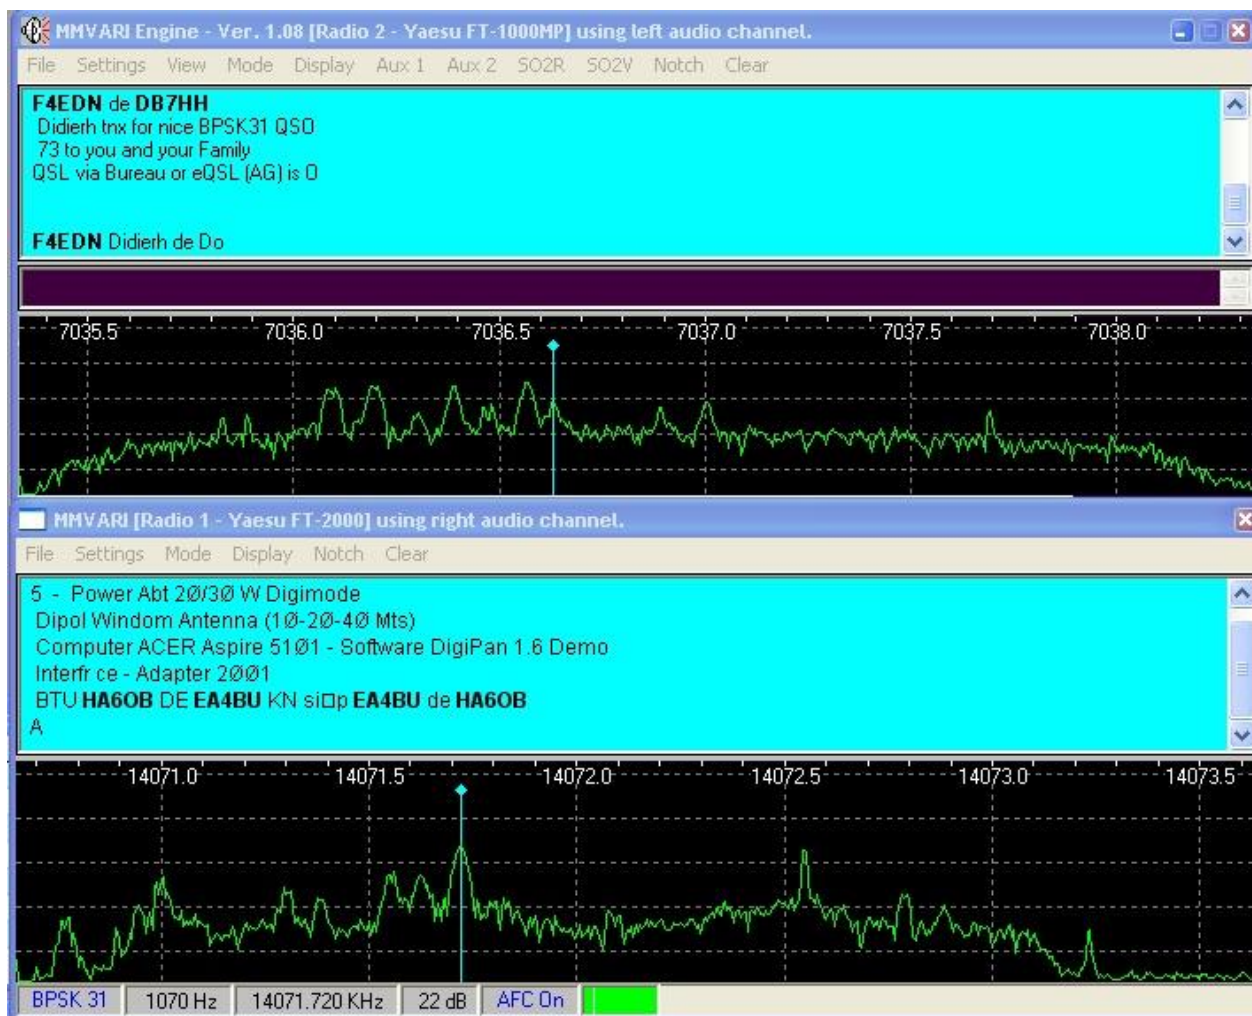 MMVARI Engine - Ver. 1.08 [Radio 2 - Yaesu FT-1000MP] using left audio channel.
File Settings View Mode Display Aux 1 Aux 2 SO2R SO2V Notch Clear
F4EDN de DB7HH
Didierh tnx for nice BPSK31 QSO
73 to you and your Family
QSL via Bureau or eQSL (AG) is O
F4EDN Didierh de Do
7035.5 7036.0 7036.5 7037.0 7037.5 7038.0
MMVARI [Radio 1 - Yaesu FT-2000] using right audio channel.
File Settings Mode Display Notch Clear
5 - Power Abt 2Ø/3Ø W Digimode
Dipol Windom Antenna (1Ø-2Ø-4Ø Mts)
Computer ACER Aspire 51Ø1 - Software DigiPan 1.6 Demo
Interfr ce - Adapter 2ØØ1
BTU HA6OB DE EA4BU KN si□p EA4BU de HA6OB
A
14071.0 14071.5 14072.0 14072.5 14073.0 14073.5
BPSK 31 1070 Hz 14071.720 KHz 22 dB AFC On